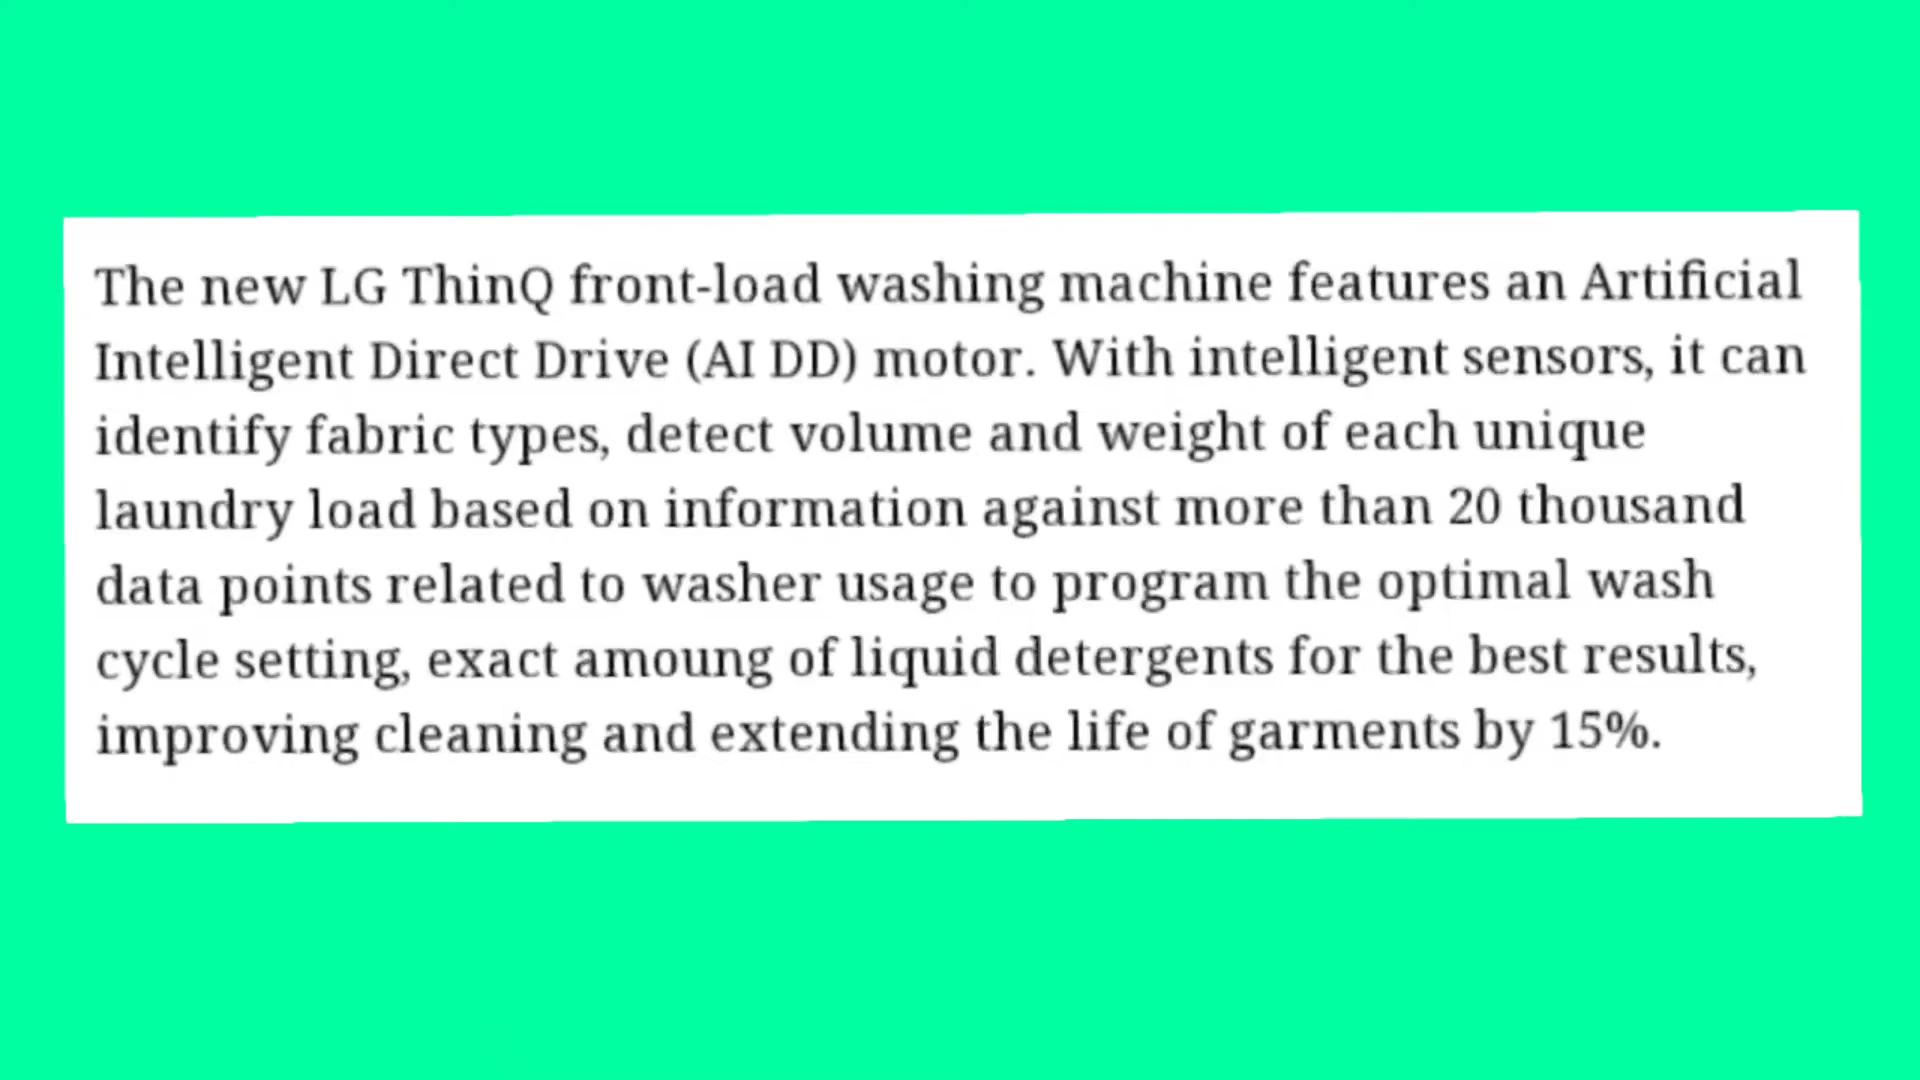 The new LG ThinQ front-load washing machine features an Artificial
Intelligent Direct Drive (AI DD) motor. With intelligent sensors, it can
identify fabric types, detect volume and weight of each unique
laundry load based on information against more than 20 thousand
data points related to washer usage to program the optimal wash
cycle setting, exact amoung of liquid detergents for the best results,
improving cleaning and extending the life of garments by 15%.